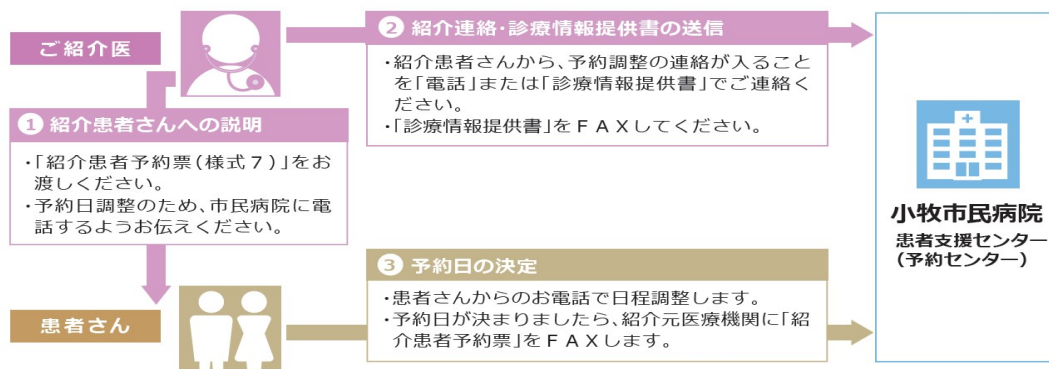 ご紹介医
❶ 紹介患者さんへの説明
・「紹介患者予約票(様式7)」をお
渡しください。
・予約日調整のため、市民病院に電
話するようお伝えください。
患者さん
❷ 紹介連絡・診療情報提供書の送信
・紹介患者さんから、予約調整の連絡が入ること
を「電話」または「診療情報提供書」でご連絡く
ださい。
・「診療情報提供書」をFAXしてください。
❸ 予約日の決定
・患者さんからのお電話で日程調整します。
・予約日が決まりましたら、紹介元医療機関に「紹
介患者予約票」をFAXします。
小牧市民病院
患者支援センター
(予約センター)